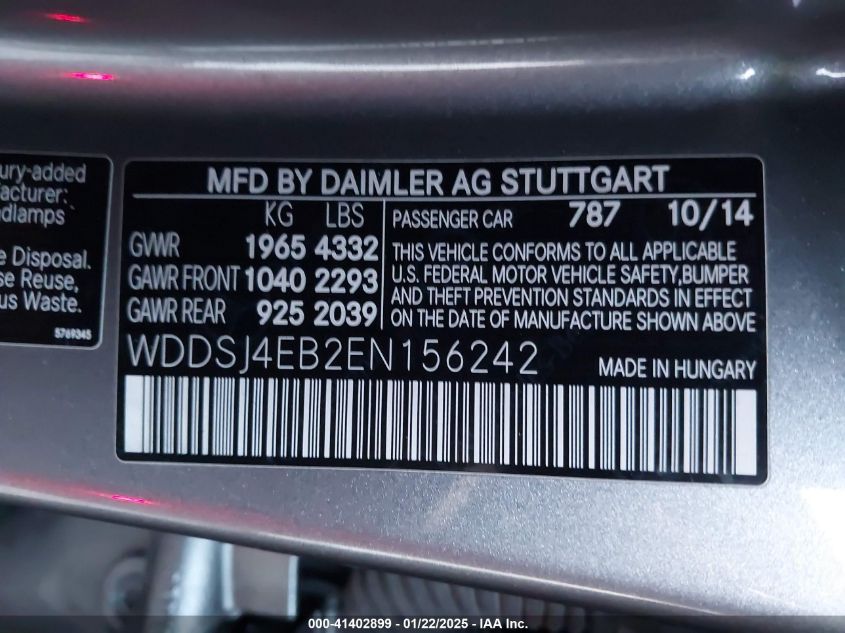 ury-added
facturer:
adlamps
e Disposal.
se Reuse,
us Waste.
5769345
MFD BY DAIMLER AG STUTTGART
KG LBS
GVWR 1965 4332
GAWR FRONT 1040 2293
GAWR REAR 925 2039
PASSENGER CAR 787 10/14
THIS VEHICLE CONFORMS TO ALL APPLICABLE
U.S. FEDERAL MOTOR VEHICLE SAFETY,BUMPER
AND THEFT PREVENTION STANDARDS IN EFFECT
ON THE DATE OF MANUFACTURE SHOWN ABOVE
WDDSJ4EB2EN156242
MADE IN HUNGARY
000-41402899 - 01/22/2025 - IAA Inc.